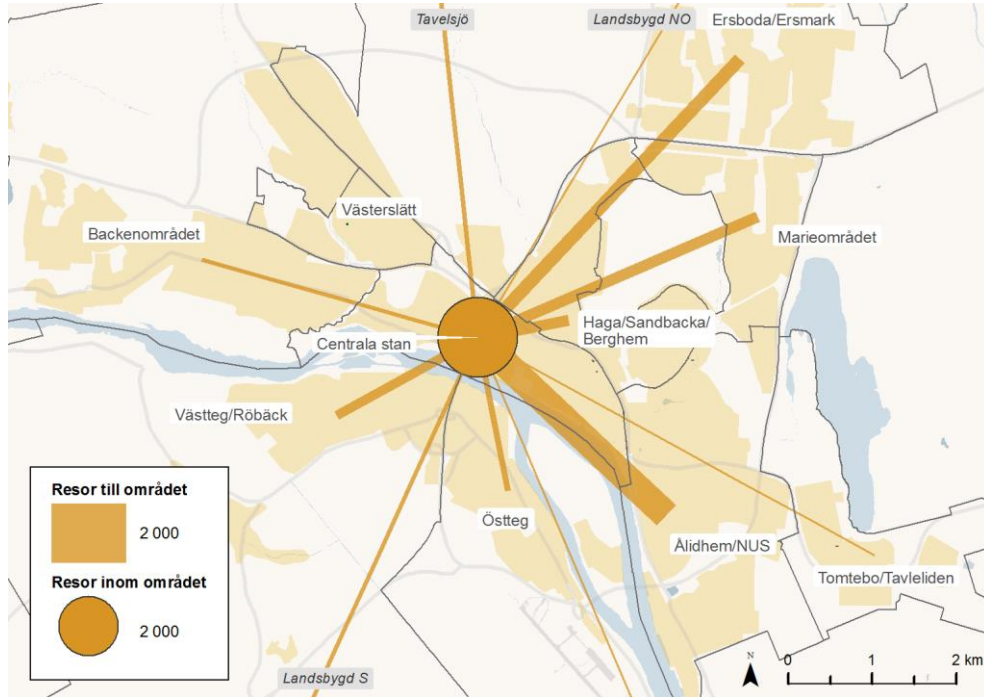 Tavelsjö
Landsbygd NO
Ersboda/Ersmark
Västerslätt
Backenområdet
Marieområdet
Haga/Sandbacka/
Berghem
Centrala stan
Västteg/Röbäck
Östteg
Ålidhem/NUS
Tomtebo/Tavleliden
Landsbygd S
Resor till området
2 000
Resor inom området
2 000
N
0 1 2 km